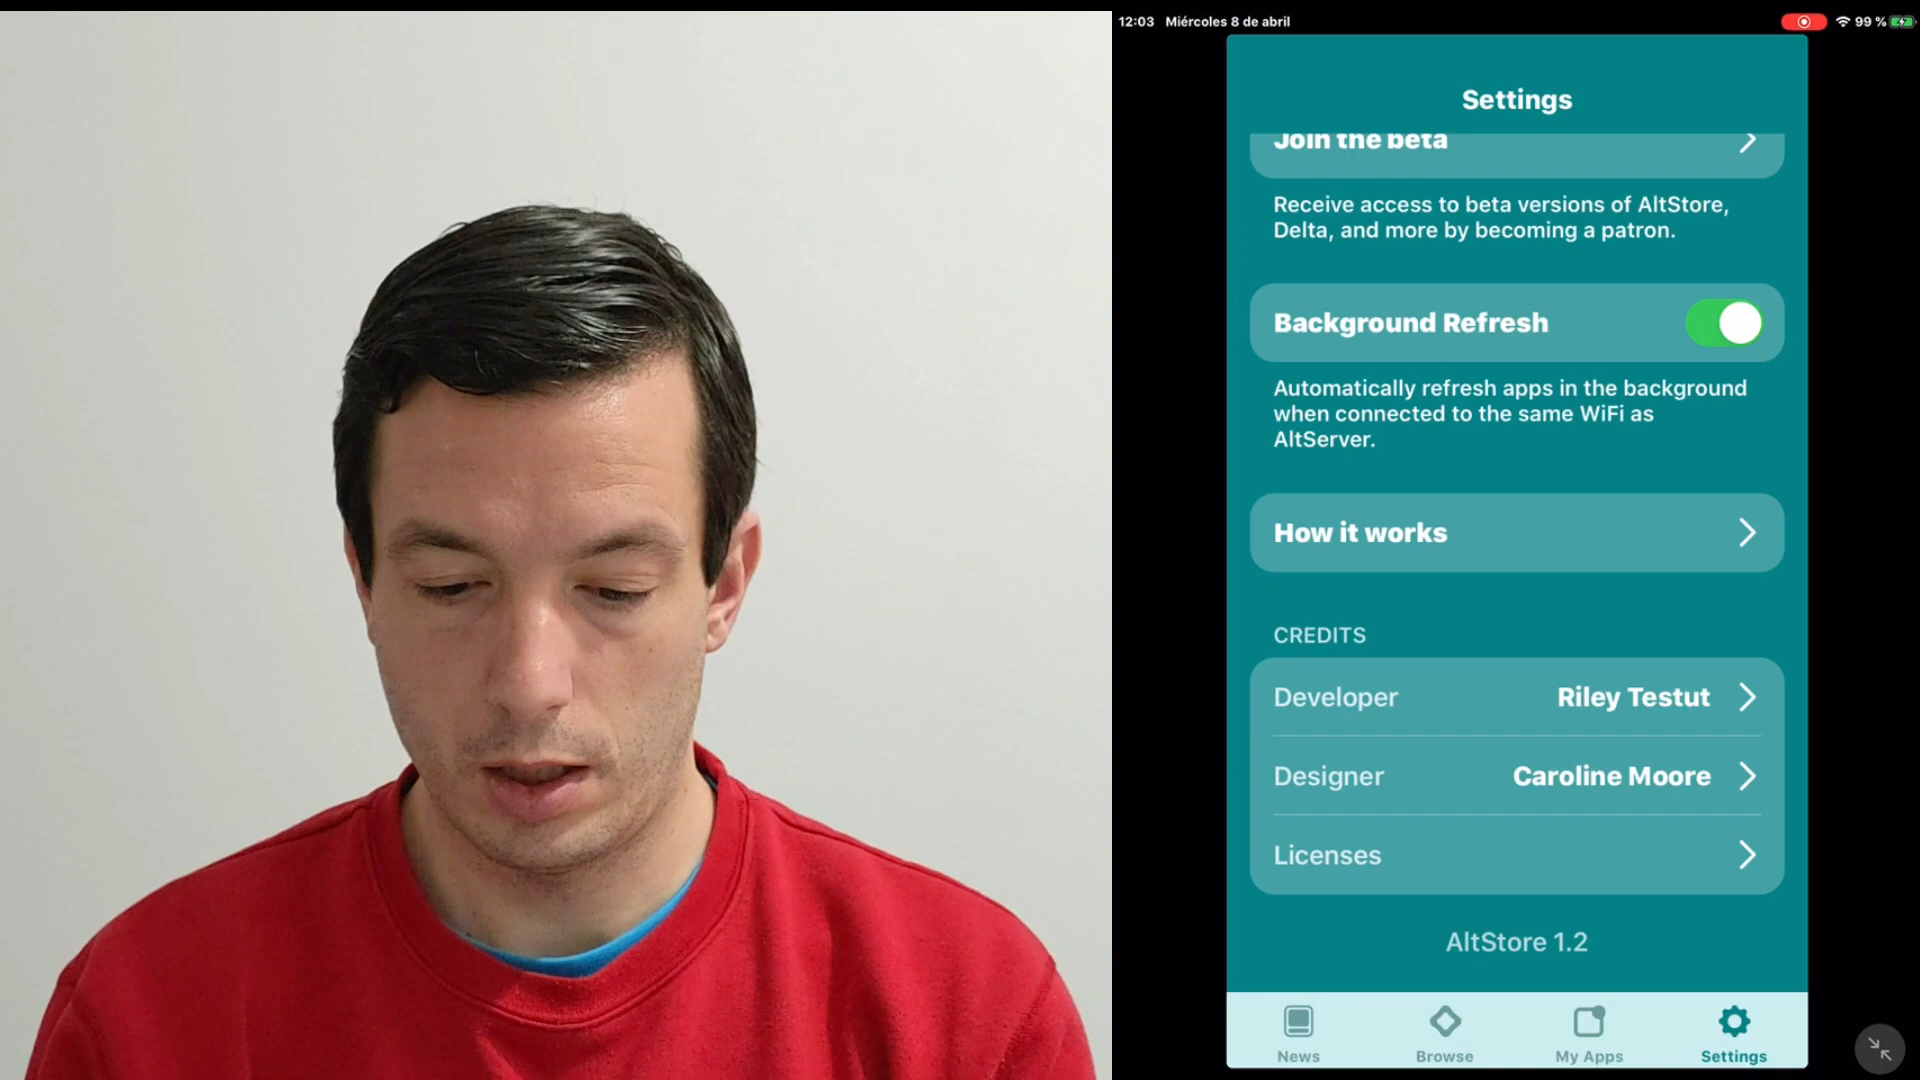 12:03 Miércoles 8 de abril
99 %
Settings
Join the beta
Receive access to beta versions of AltStore,
Delta, and more by becoming a patron.
Background Refresh
Automatically refresh apps in the background
when connected to the same WiFi as
AltServer.
How it works
CREDITS
Developer Riley Testut
Designer Caroline Moore
Licenses
AltStore 1.2
News Browse My Apps Settings